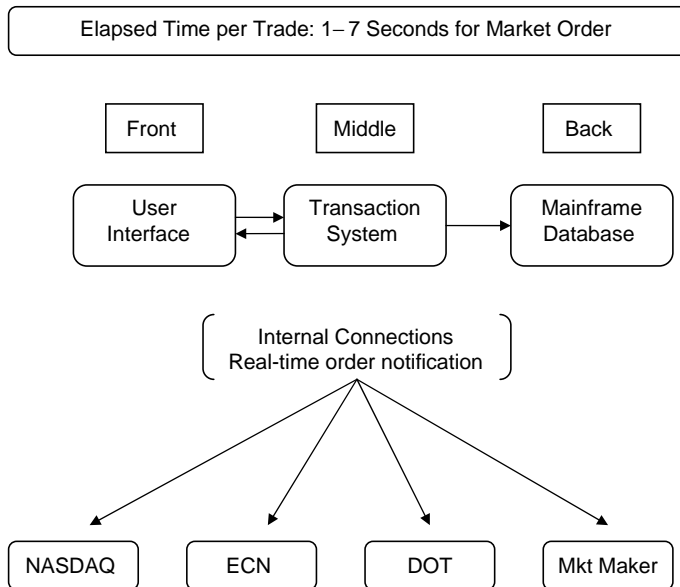 Elapsed Time per Trade: 1–7 Seconds for Market Order
Front
Middle
Back
User
Interface
Transaction
System
Mainframe
Database
Internal Connections
Real-time order notification
NASDAQ
ECN
DOT
Mkt Maker